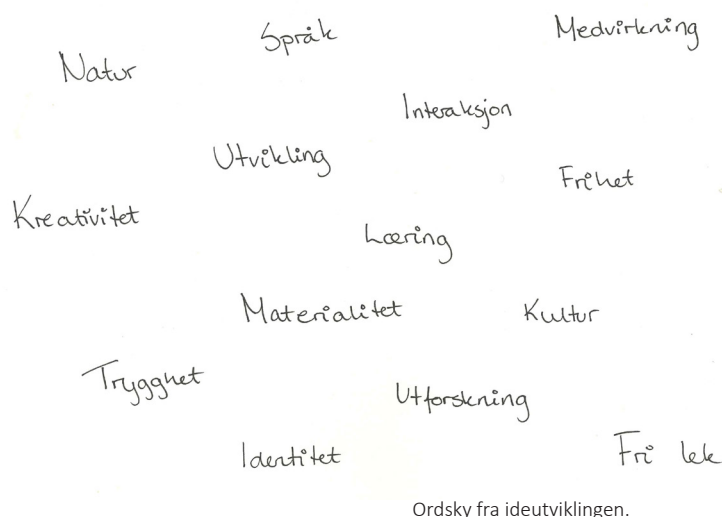 Språk
Medvirkning
Natur
Interaksjon
Utvikling
Frihet
Kreativitet
Læring
Materialitet
Kultur
Trygghet
Utforskning
Identitet
Fri lek
Ordsky fra ideutviklingen.